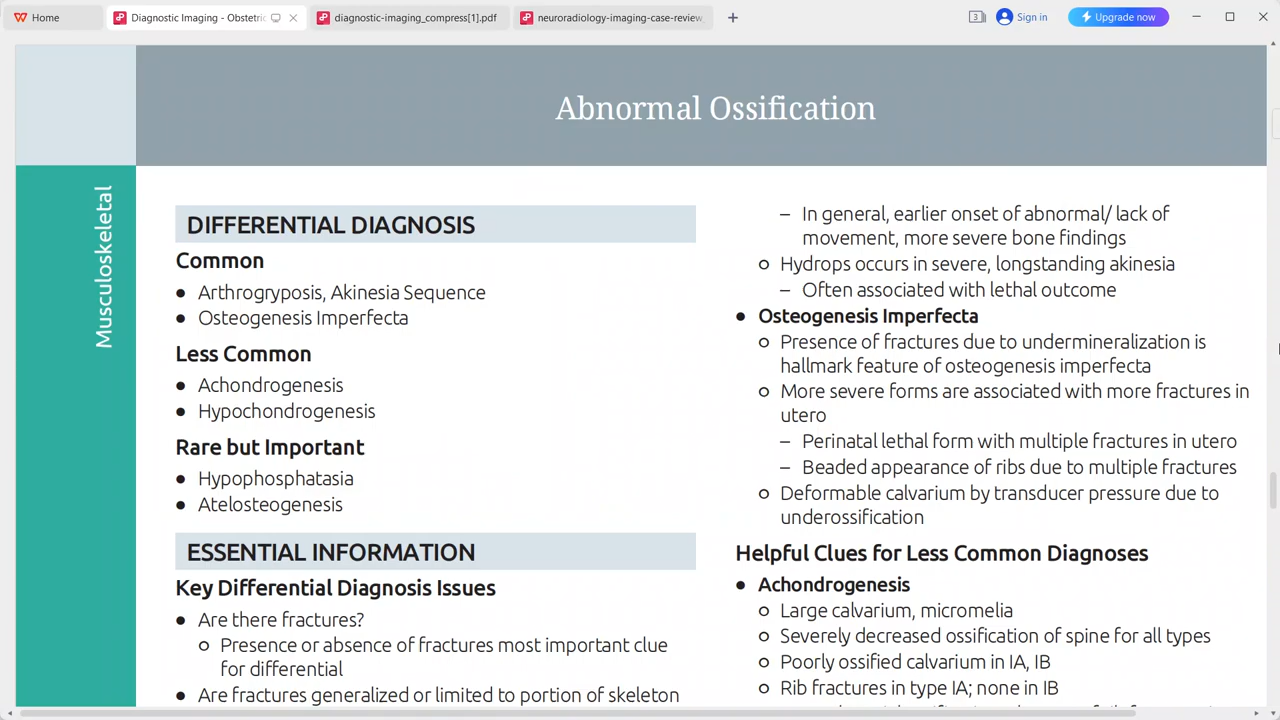 Home
Diagnostic Imaging - Obstetri
diagnostic-imaging_compress[1].pdf
neuroradiology-imaging-case-review
3
Sign in
Upgrade now
Abnormal Ossification
Musculoskeletal
DIFFERENTIAL DIAGNOSIS
Common
● Arthrogryposis, Akinesia Sequence
● Osteogenesis Imperfecta
Less Common
● Achondrogenesis
● Hypochondrogenesis
Rare but Important
● Hypophosphatasia
● Atelosteogenesis
ESSENTIAL INFORMATION
Key Differential Diagnosis Issues
● Are there fractures?
o Presence or absence of fractures most important clue
for differential
● Are fractures generalized or limited to portion of skeleton
– In general, earlier onset of abnormal/ lack of
movement, more severe bone findings
o Hydrops occurs in severe, longstanding akinesia
– Often associated with lethal outcome
● Osteogenesis Imperfecta
o Presence of fractures due to undermineralization is
hallmark feature of osteogenesis imperfecta
o More severe forms are associated with more fractures in
utero
– Perinatal lethal form with multiple fractures in utero
– Beaded appearance of ribs due to multiple fractures
o Deformable calvarium by transducer pressure due to
underossification
Helpful Clues for Less Common Diagnoses
● Achondrogenesis
o Large calvarium, micromelia
o Severely decreased ossification of spine for all types
o Poorly ossified calvarium in IA, IB
o Rib fractures in type IA; none in IB